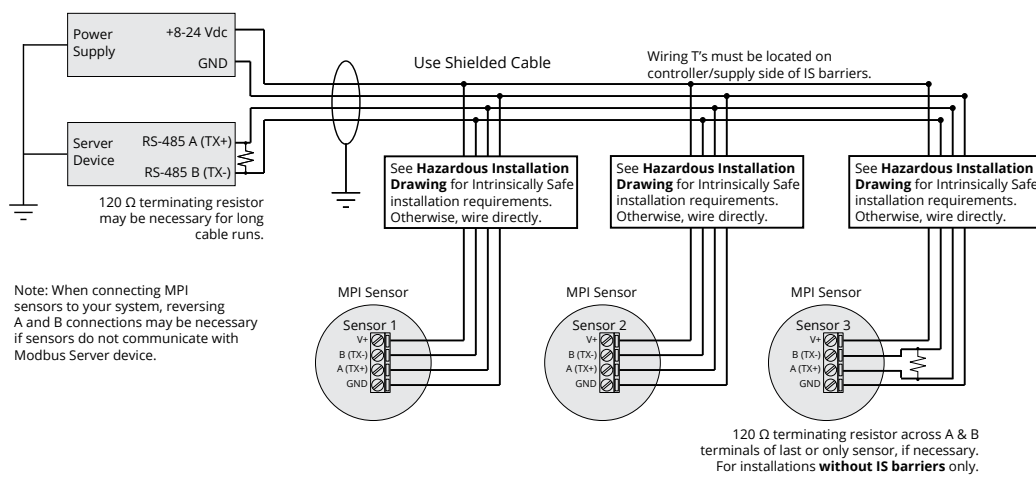 Power
Supply
+8-24 Vdc
GND
Server
Device
RS-485 A (TX+)
RS-485 B (TX-)
120 Ω terminating resistor
may be necessary for long
cable runs.
Use Shielded Cable
Wiring T’s must be located on
controller/supply side of IS barriers.
See Hazardous Installation
Drawing for Intrinsically Safe
installation requirements.
Otherwise, wire directly.
See Hazardous Installation
Drawing for Intrinsically Safe
installation requirements.
Otherwise, wire directly.
See Hazardous Installation
Drawing for Intrinsically Safe
installation requirements.
Otherwise, wire directly.
Note: When connecting MPI
sensors to your system, reversing
A and B connections may be necessary
if sensors do not communicate with
Modbus Server device.
MPI Sensor
Sensor 1
V+
B (TX-)
A (TX+)
GND
MPI Sensor
Sensor 2
V+
B (TX-)
A (TX+)
GND
MPI Sensor
Sensor 3
V+
B (TX-)
A (TX+)
GND
120 Ω terminating resistor across A & B
terminals of last or only sensor, if necessary.
For installations without IS barriers only.